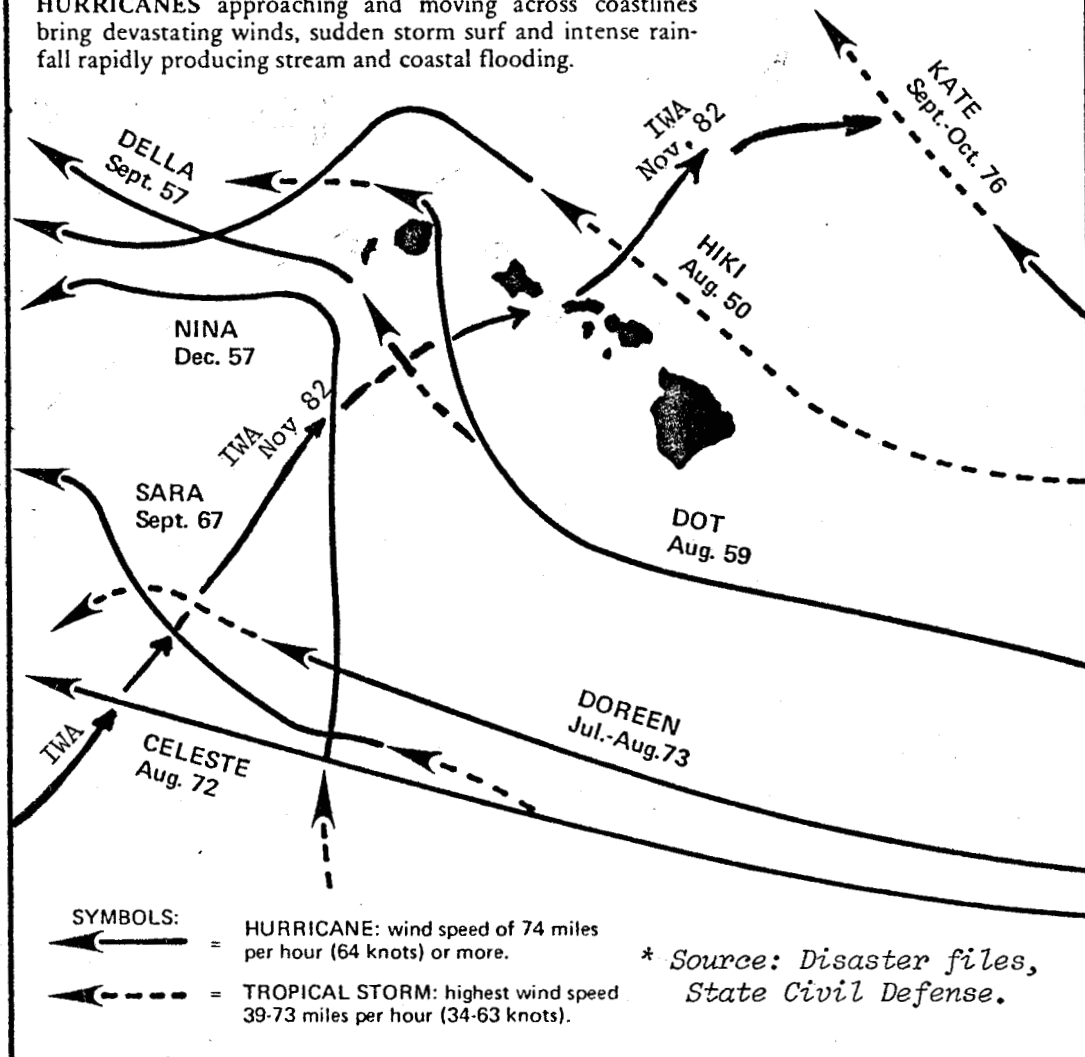 HURRICANES approaching and moving across coastlines
bring devastating winds, sudden storm surf and intense rain-
fall rapidly producing stream and coastal flooding.
KATE
Sept.-Oct. 76
IWA
Nov. 82
DELLA
Sept. 57
HIKI
Aug. 50
NINA
Dec. 57
IWA
Nov 82
SARA
Sept. 67
DOT
Aug. 59
DOREEN
Jul.-Aug.73
IWA
CELESTE
Aug. 72
SYMBOLS:
= HURRICANE: wind speed of 74 miles
per hour (64 knots) or more.
= TROPICAL STORM: highest wind speed
39-73 miles per hour (34-63 knots).
* Source: Disaster files,
State Civil Defense.